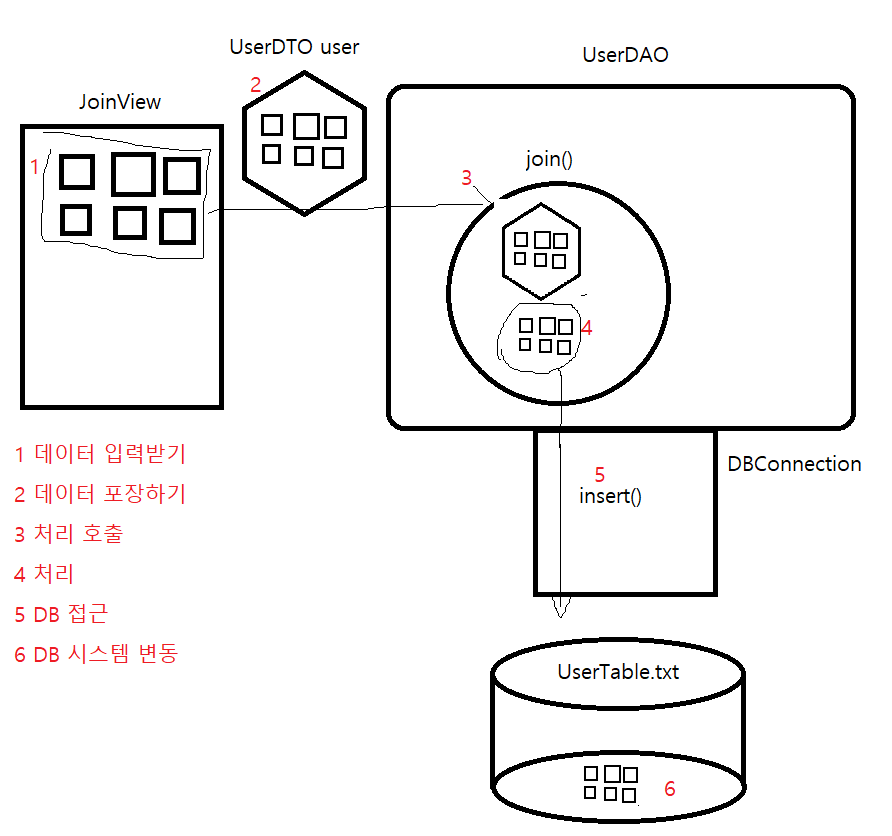 UserDTO user
UserDAO
JoinView
2
join()
1
3
4
1 데이터 입력받기
2 데이터 포장하기
3 처리 호출
4 처리
5 DB 접근
6 DB 시스템 변동
DBConnection
5
insert()
UserTable.txt
6